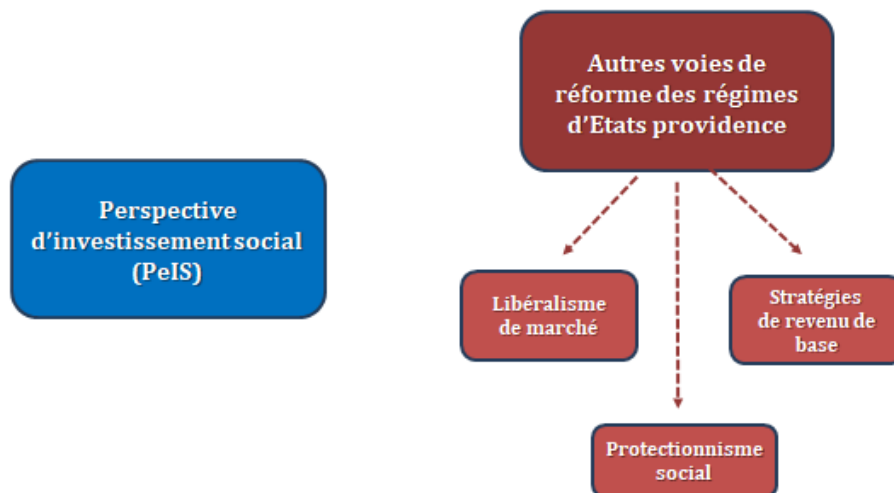 Autres voies de
réforme des régimes
d'Etats providence
Perspective
d'investissement social
(PeIS)
Libéralisme
de marché
Stratégies
de revenu de
base
Protectionnisme
social